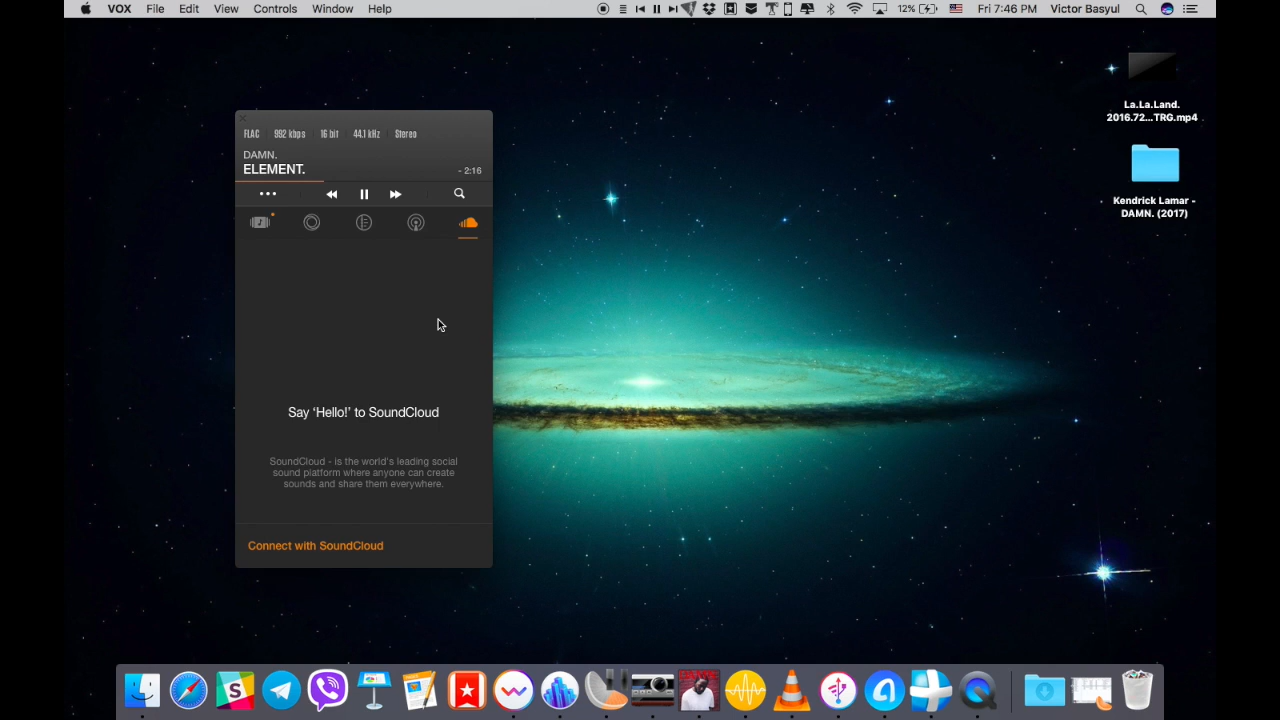 VOX File Edit View Controls Window Help
12% Fri 7:46 PM Victor Basyul
FLAC 992 kbps 16 bit 44.1 kHz Stereo
DAMN.
ELEMENT. - 2:16
Say ‘Hello!’ to SoundCloud
SoundCloud - is the world's leading social
sound platform where anyone can create
sounds and share them everywhere.
Connect with SoundCloud
La.La.Land.
2016.72...TRG.mp4
Kendrick Lamar -
DAMN. (2017)